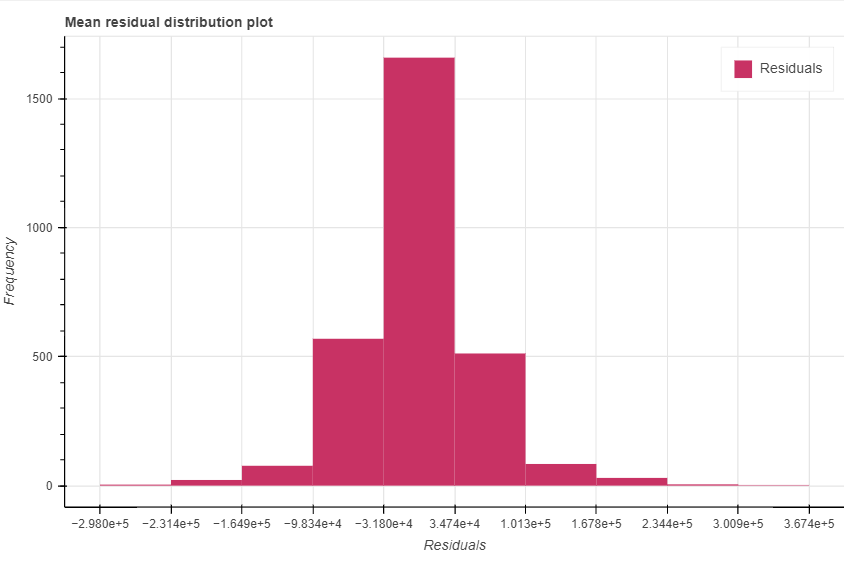 Mean residual distribution plot
Residuals
1500
1000
500
0
Frequency
−2.980e+5 −2.314e+5 −1.649e+5 −9.834e+4 −3.180e+4 3.474e+4 1.013e+5 1.678e+5 2.344e+5 3.009e+5 3.674e+5
Residuals